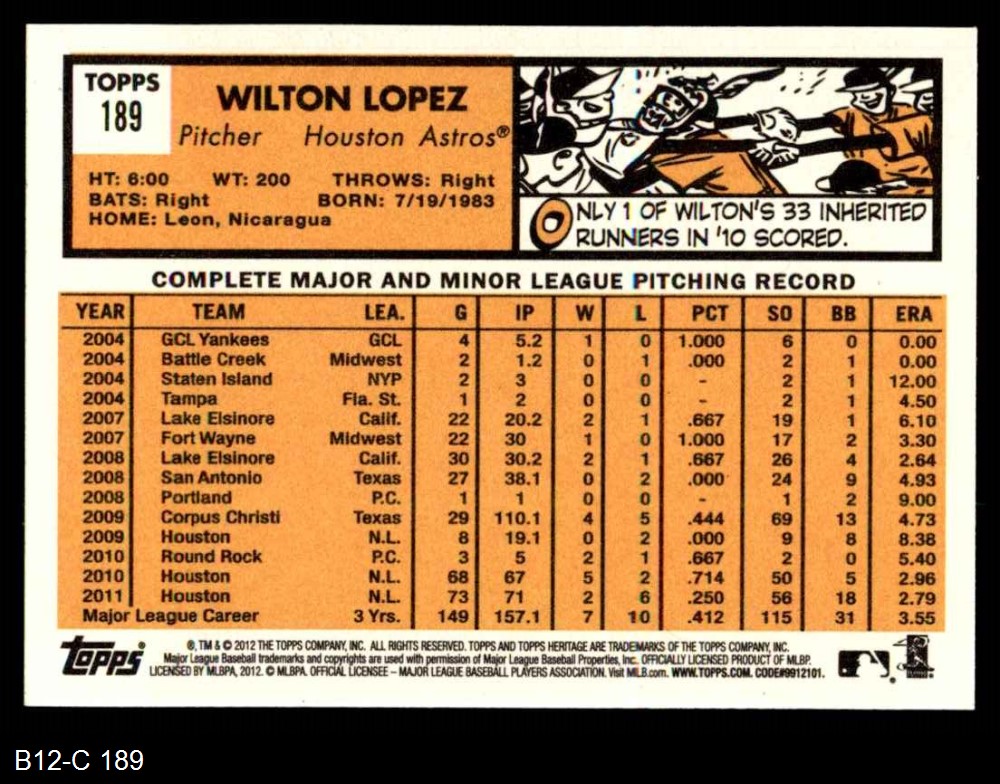 TOPPS
189
WILTON LOPEZ
Pitcher Houston Astros®
HT: 6:00 WT: 200 THROWS: Right
BATS: Right BORN: 7/19/1983
HOME: Leon, Nicaragua
ONLY 1 OF WILTON'S 33 INHERITED
RUNNERS IN '10 SCORED.
COMPLETE MAJOR AND MINOR LEAGUE PITCHING RECORD
YEAR TEAM LEA. G IP W L PCT SO BB ERA
2004 GCL Yankees GCL 4 5.2 1 0 1.000 6 0 0.00
2004 Battle Creek Midwest 2 1.2 0 1 .000 2 1 0.00
2004 Staten Island NYP 2 3 0 0 - 2 1 12.00
2004 Tampa Fla. St. 1 2 0 0 - 2 1 4.50
2007 Lake Elsinore Calif. 22 20.2 2 1 .667 19 1 6.10
2007 Fort Wayne Midwest 22 30 1 0 1.000 17 2 3.30
2008 Lake Elsinore Calif. 30 30.2 2 1 .667 26 4 2.64
2008 San Antonio Texas 27 38.1 0 2 .000 24 9 4.93
2008 Portland P.C. 1 1 0 0 - 1 2 9.00
2009 Corpus Christi Texas 29 110.1 4 5 .444 69 13 4.73
2009 Houston N.L. 8 19.1 0 2 .000 9 8 8.38
2010 Round Rock P.C. 3 5 2 1 .667 2 0 5.40
2010 Houston N.L. 68 67 5 2 .714 50 5 2.96
2011 Houston N.L. 73 71 2 6 .250 56 18 2.79
Major League Career 3 Yrs. 149 157.1 7 10 .412 115 31 3.55
Topps
®, TM & © 2012 THE TOPPS COMPANY, INC. ALL RIGHTS RESERVED. TOPPS AND TOPPS HERITAGE ARE TRADEMARKS OF THE TOPPS COMPANY, INC.
Major League Baseball trademarks and copyrights are used with permission of Major League Baseball Properties, Inc. OFFICIALLY LICENSED PRODUCT OF MLBP.
LICENSED BY MLBPA, 2012. © MLBPA. OFFICIAL LICENSEE – MAJOR LEAGUE BASEBALL PLAYERS ASSOCIATION. Visit MLB.com. WWW.TOPPS.COM. CODE#9912101.
B12-C 189